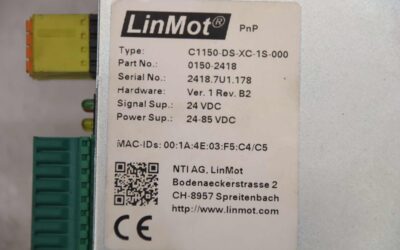 LinMot® PnP
Type: C1150-DS-XC-1S-000
Part No.: 0150-2418
Serial No.: 2418.7U1.178
Hardware: Ver. 1 Rev. B2
Signal Sup.: 24 VDC
Power Sup.: 24-85 VDC
MAC-IDs: 00:1A:4E:03:F5:C4/C5
NTI AG, LinMot
Bodenaeckerstrasse 2
CH-8957 Spreitenbach
http://www.linmot.com
CE